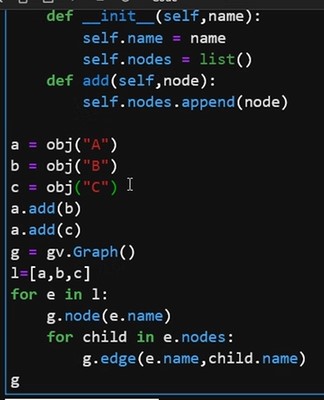 def __init__(self,name):
self.name = name
self.nodes = list()
def add(self,node):
self.nodes.append(node)
a = obj("A")
b = obj("B")
c = obj("C")
a.add(b)
a.add(c)
g = gv.Graph()
l=[a,b,c]
for e in l:
g.node(e.name)
for child in e.nodes:
g.edge(e.name,child.name)
g